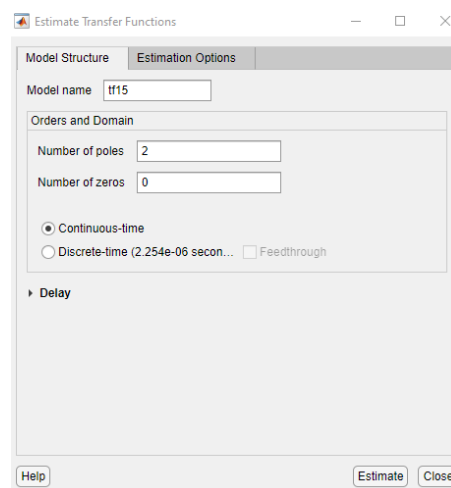 Estimate Transfer Functions
Model Structure Estimation Options
Model name tf15
Orders and Domain
Number of poles 2
Number of zeros 0
Continuous-time
Discrete-time (2.254e-06 secon... Feedthrough
Delay
Help Estimate Close